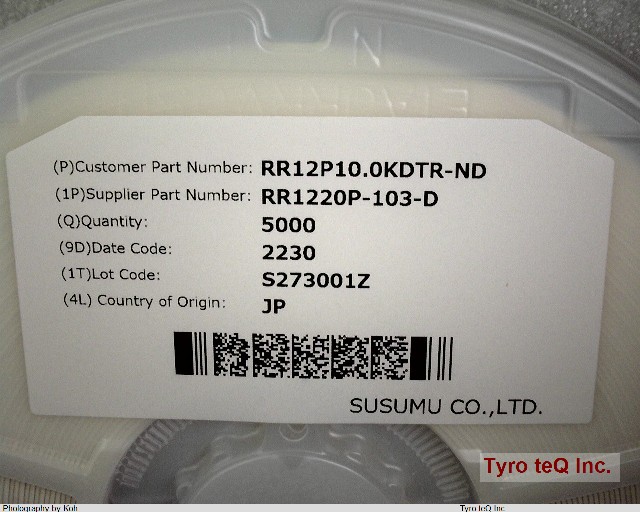 (P)Customer Part Number: RR12P10.0KDTR-ND
(1P)Supplier Part Number: RR1220P-103-D
(Q)Quantity: 5000
(9D)Date Code: 2230
(1T)Lot Code: S273001Z
(4L) Country of Origin: JP
SUSUMU CO.,LTD.
Tyro teQ Inc.
Photography by Koh
Tyro teQ Inc